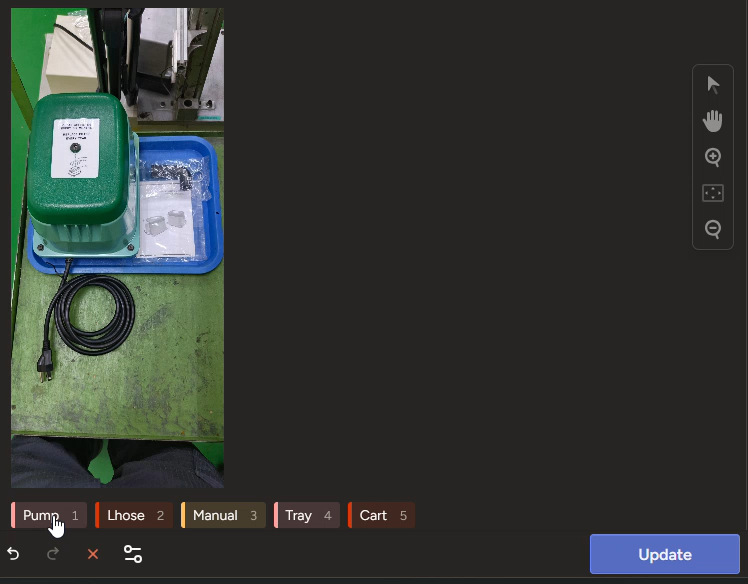 Pump 1
Lhose 2
Manual 3
Tray 4
Cart 5
Update